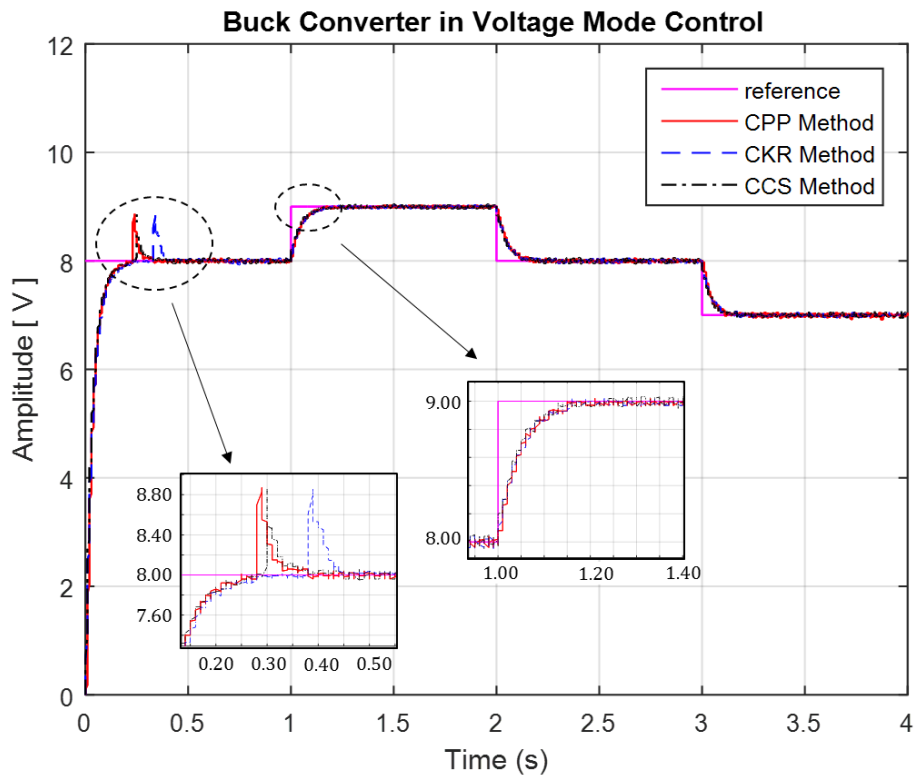 Buck Converter in Voltage Mode Control
12
10
8
6
4
2
0
Amplitude [ V ]
reference
CPP Method
CKR Method
CCS Method
9.00
8.00
1.00 1.20 1.40
8.80
8.40
8.00
7.60
0.20 0.30 0.40 0.50
0 0.5 1 1.5 2 2.5 3 3.5 4
Time (s)